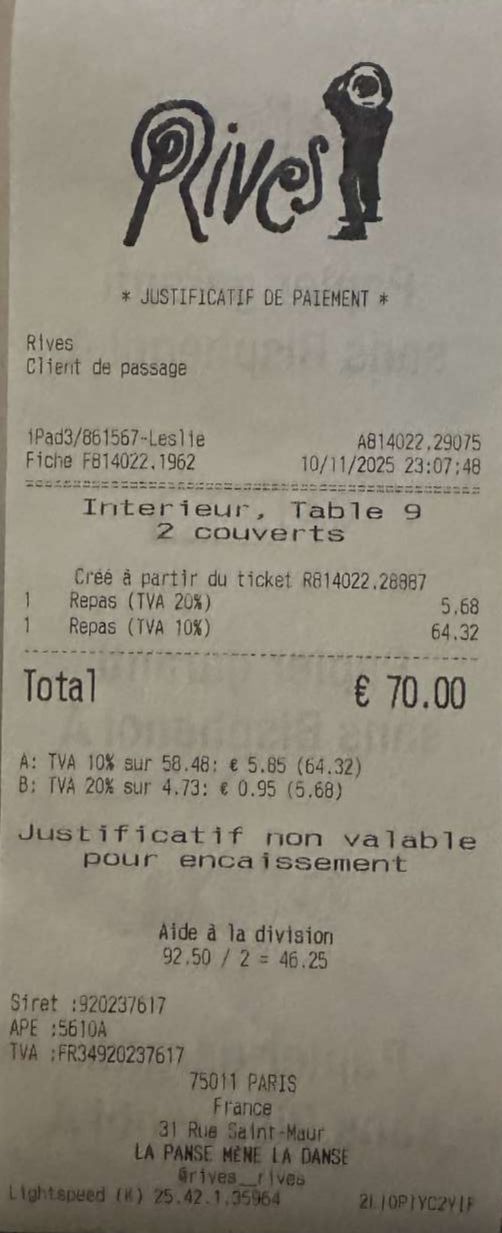 Rives
* JUSTIFICATIF DE PAIEMENT *
Rives
Client de passage
iPad3/861567-Leslie A814022.29075
Fiche F814022.1962 10/11/2025 23:07:48
Interieur, Table 9
2 couverts
Créé à partir du ticket R814022.28887
1 Repas (TVA 20%) 5.68
1 Repas (TVA 10%) 64.32
Total € 70.00
A: TVA 10% sur 58.48: € 5.85 (64.32)
B: TVA 20% sur 4.73: € 0.95 (5.68)
Justificatif non valable
pour encaissement
Aide à la division
92.50 / 2 = 46.25
Siret :920237617
APE :5610A
TVA :FR34920237617
75011 PARIS
France
31 Rue Saint-Maur
LA PANSE MÈNE LA DANSE
@rives__rives
Lightspeed (K) 25.42.1.35964